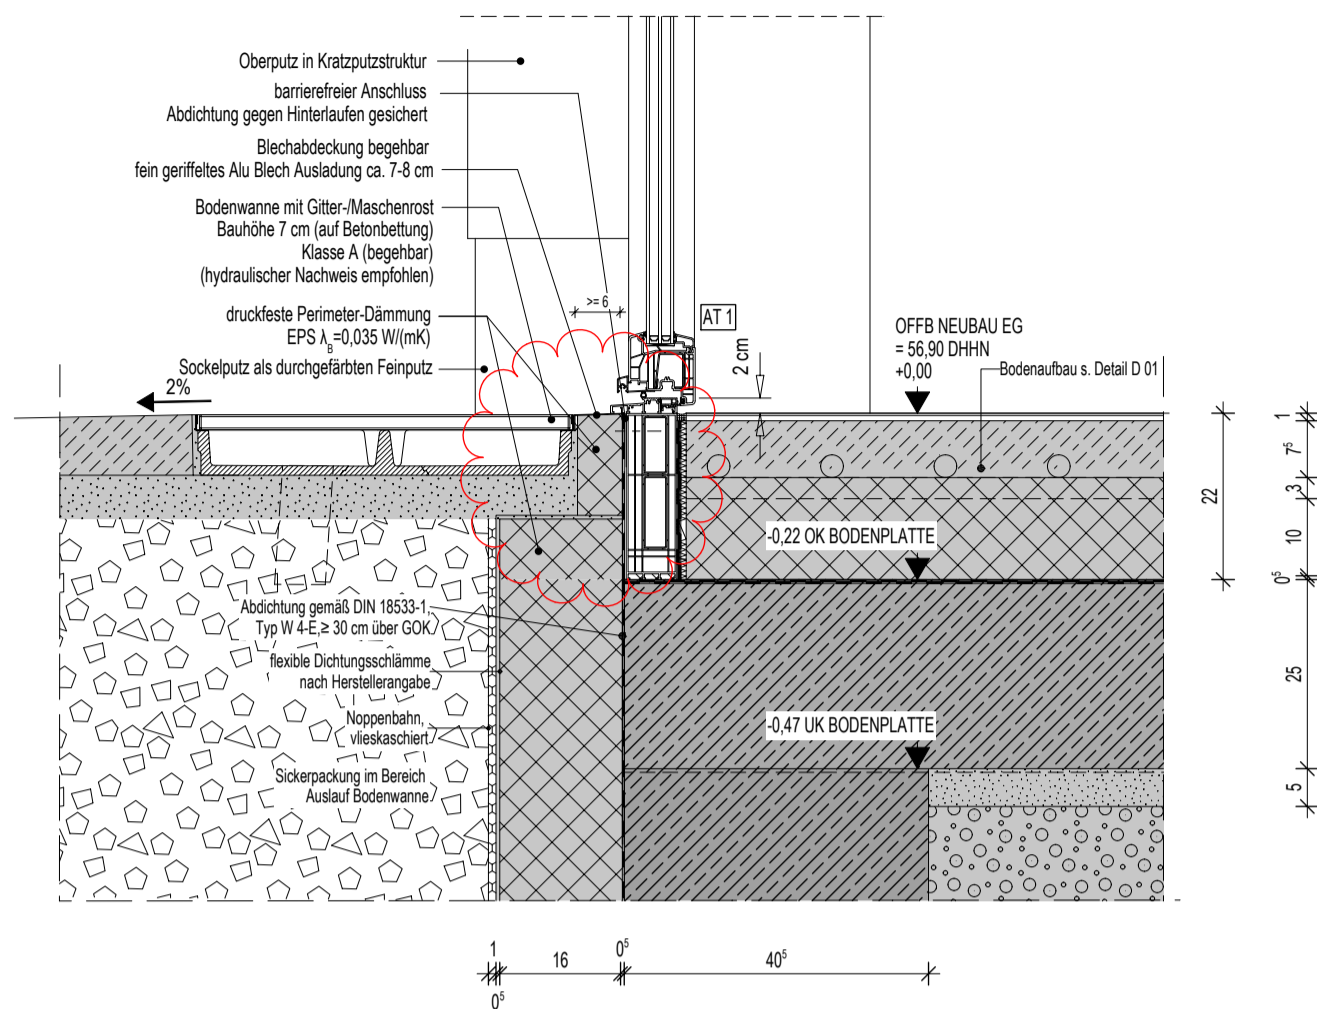 Oberputz in Kratzputzstruktur
barrierefreier Anschluss
Abdichtung gegen Hinterlaufen gesichert
Blechabdeckung begehbar
fein geriffeltes Alu Blech Ausladung ca. 7-8 cm
Bodenwanne mit Gitter-/Maschenrost
Bauhöhe 7 cm (auf Betonbettung)
Klasse A (begehbar)
(hydraulischer Nachweis empfohlen)
>= 6
druckfeste Perimeter-Dämmung
EPS λB=0,035 W/(mK)
Sockelputz als durchgefärbten Feinputz
2%
AT 1
2 cm
OFFB NEUBAU EG
= 56,90 DHHN
+0,00
Bodenaufbau s. Detail D 01
-0,22 OK BODENPLATTE
Abdichtung gemäß DIN 18533-1,
Typ W 4-E,≥ 30 cm über GOK
flexible Dichtungsschlämme
nach Herstellerangabe
Noppenbahn,
vlieskaschiert
-0,47 UK BODENPLATTE
Sickerpackung im Bereich
Auslauf Bodenwanne
22
1
7⁵
3
10
0⁵
25
5
1
0⁵
16
0⁵
40⁵